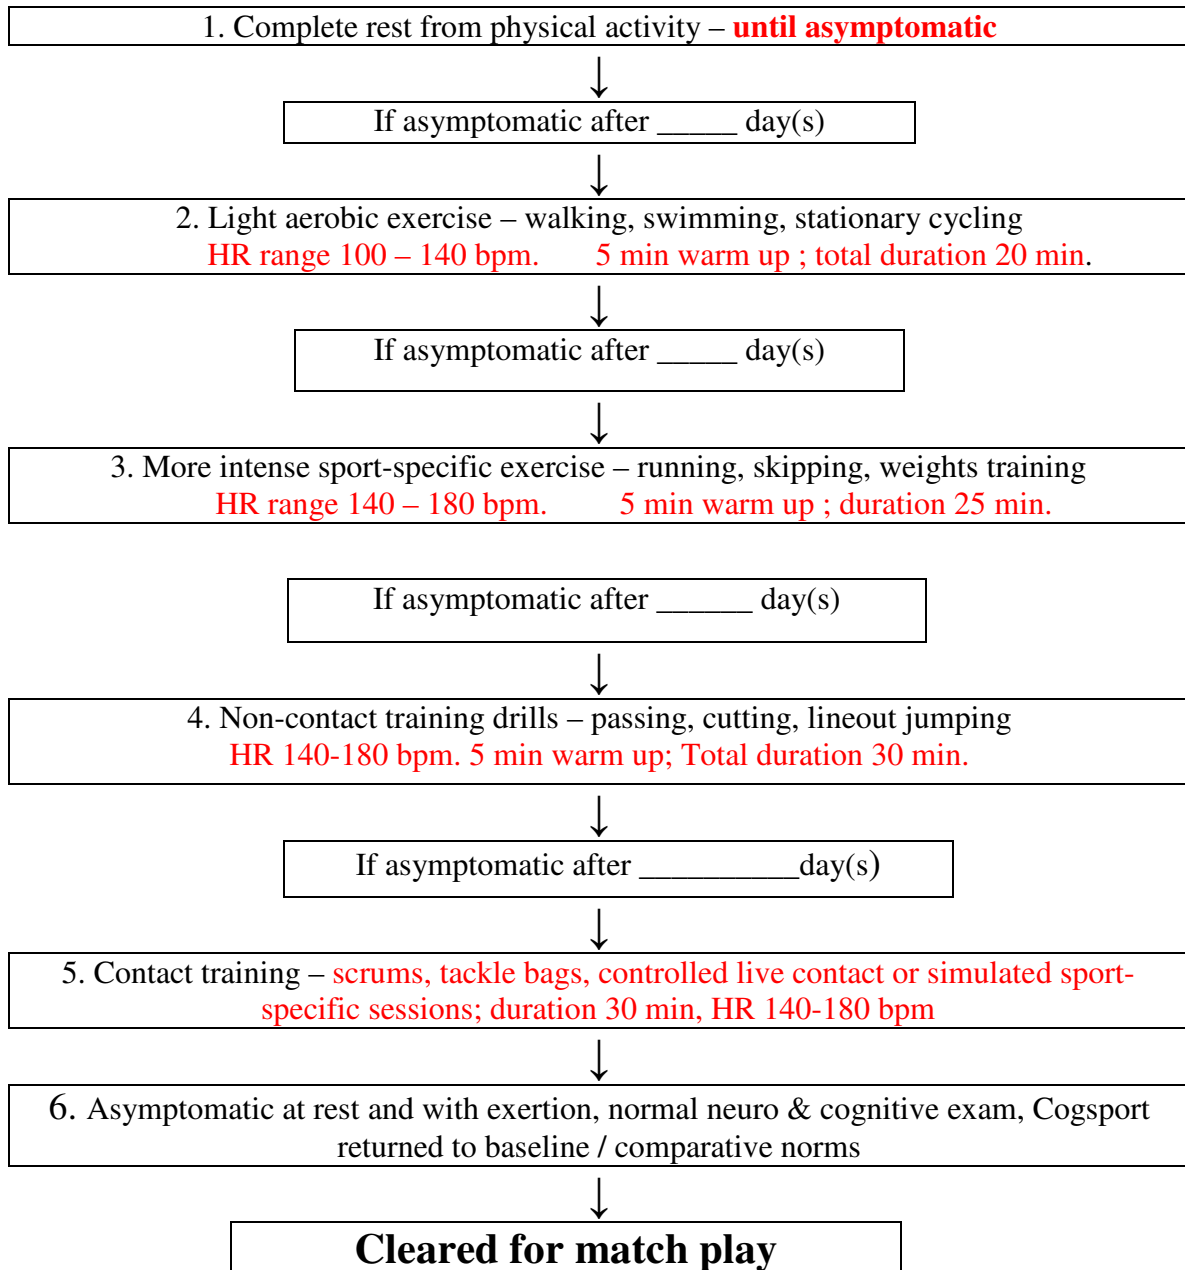 1. Complete rest from physical activity – until asymptomatic
If asymptomatic after _____ day(s)
2. Light aerobic exercise – walking, swimming, stationary cycling
HR range 100 – 140 bpm. 5 min warm up ; total duration 20 min.
If asymptomatic after _____ day(s)
3. More intense sport-specific exercise – running, skipping, weights training
HR range 140 – 180 bpm. 5 min warm up ; duration 25 min.
If asymptomatic after ______ day(s)
4. Non-contact training drills – passing, cutting, lineout jumping
HR 140-180 bpm. 5 min warm up; Total duration 30 min.
If asymptomatic after __________day(s)
5. Contact training – scrums, tackle bags, controlled live contact or simulated sport-
specific sessions; duration 30 min, HR 140-180 bpm
6. Asymptomatic at rest and with exertion, normal neuro & cognitive exam, Cogsport
returned to baseline / comparative norms
Cleared for match play